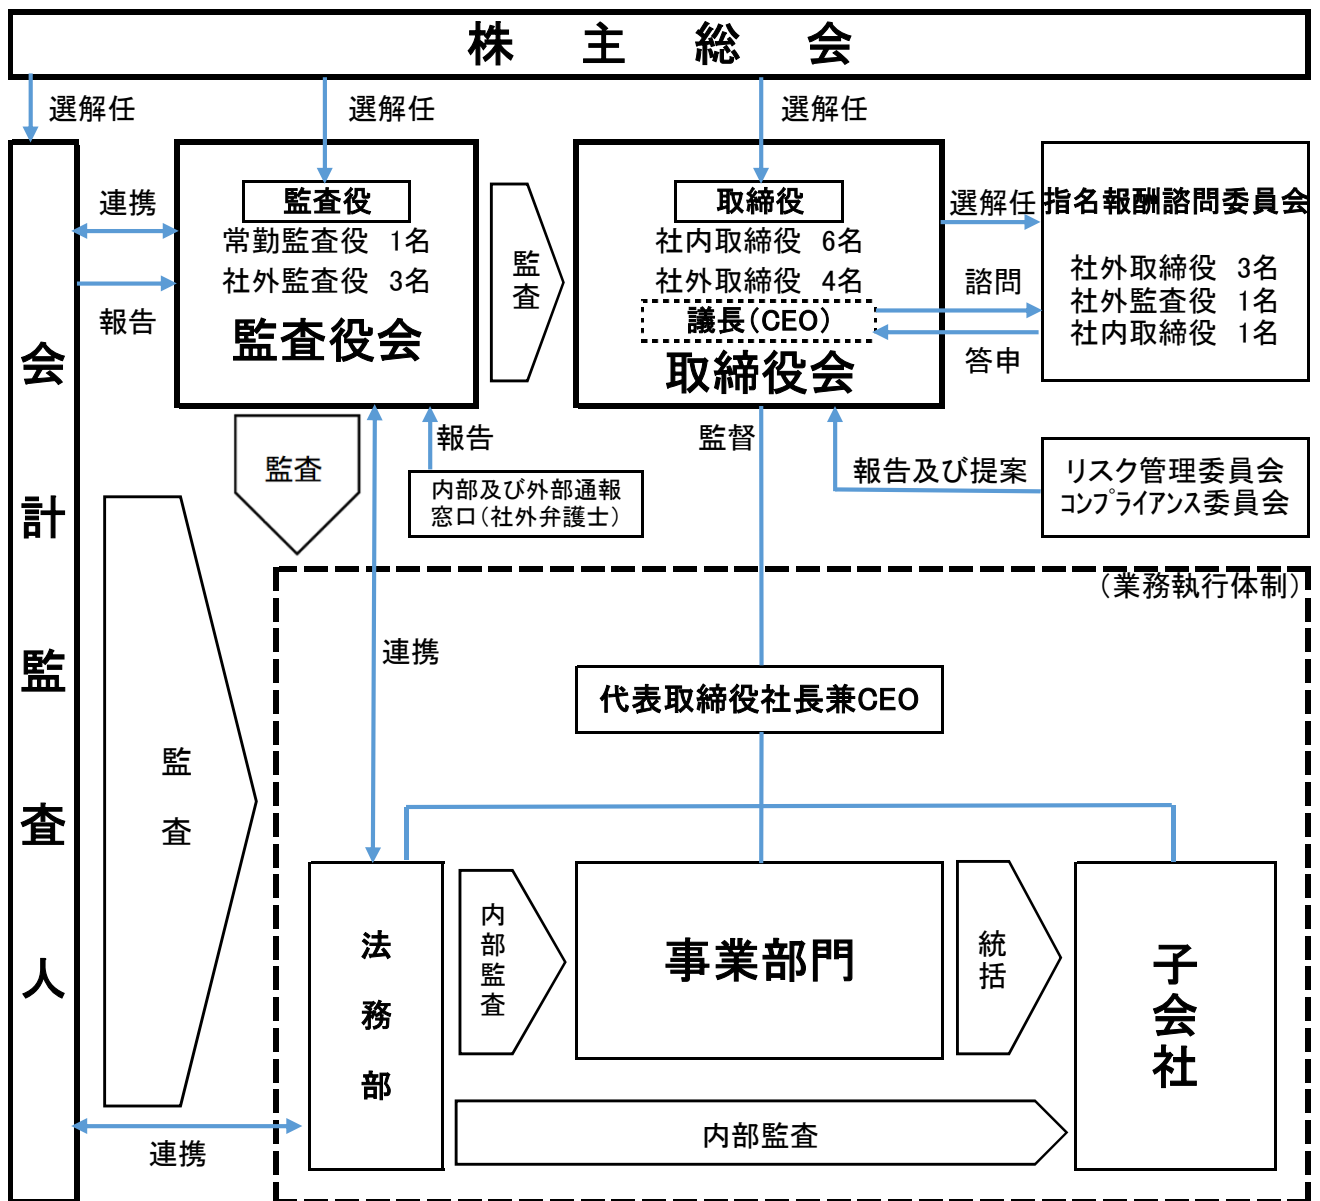 株主総会
選解任
選解任
選解任
会計監査人
連携
報告
監査役
常勤監査役 1名
社外監査役 3名
監査役会
監査
取締役
社内取締役 6名
社外取締役 4名
議長（CEO）
取締役会
選解任
諮問
答申
指名報酬諮問委員会
社外取締役 3名
社外監査役 1名
社内取締役 1名
監査
報告
内部及び外部通報
窓口（社外弁護士）
監督
報告及び提案
リスク管理委員会
コンプライアンス委員会
（業務執行体制）
連携
代表取締役社長兼CEO
監査
法務部
内部監査
事業部門
統括
子会社
内部監査
連携